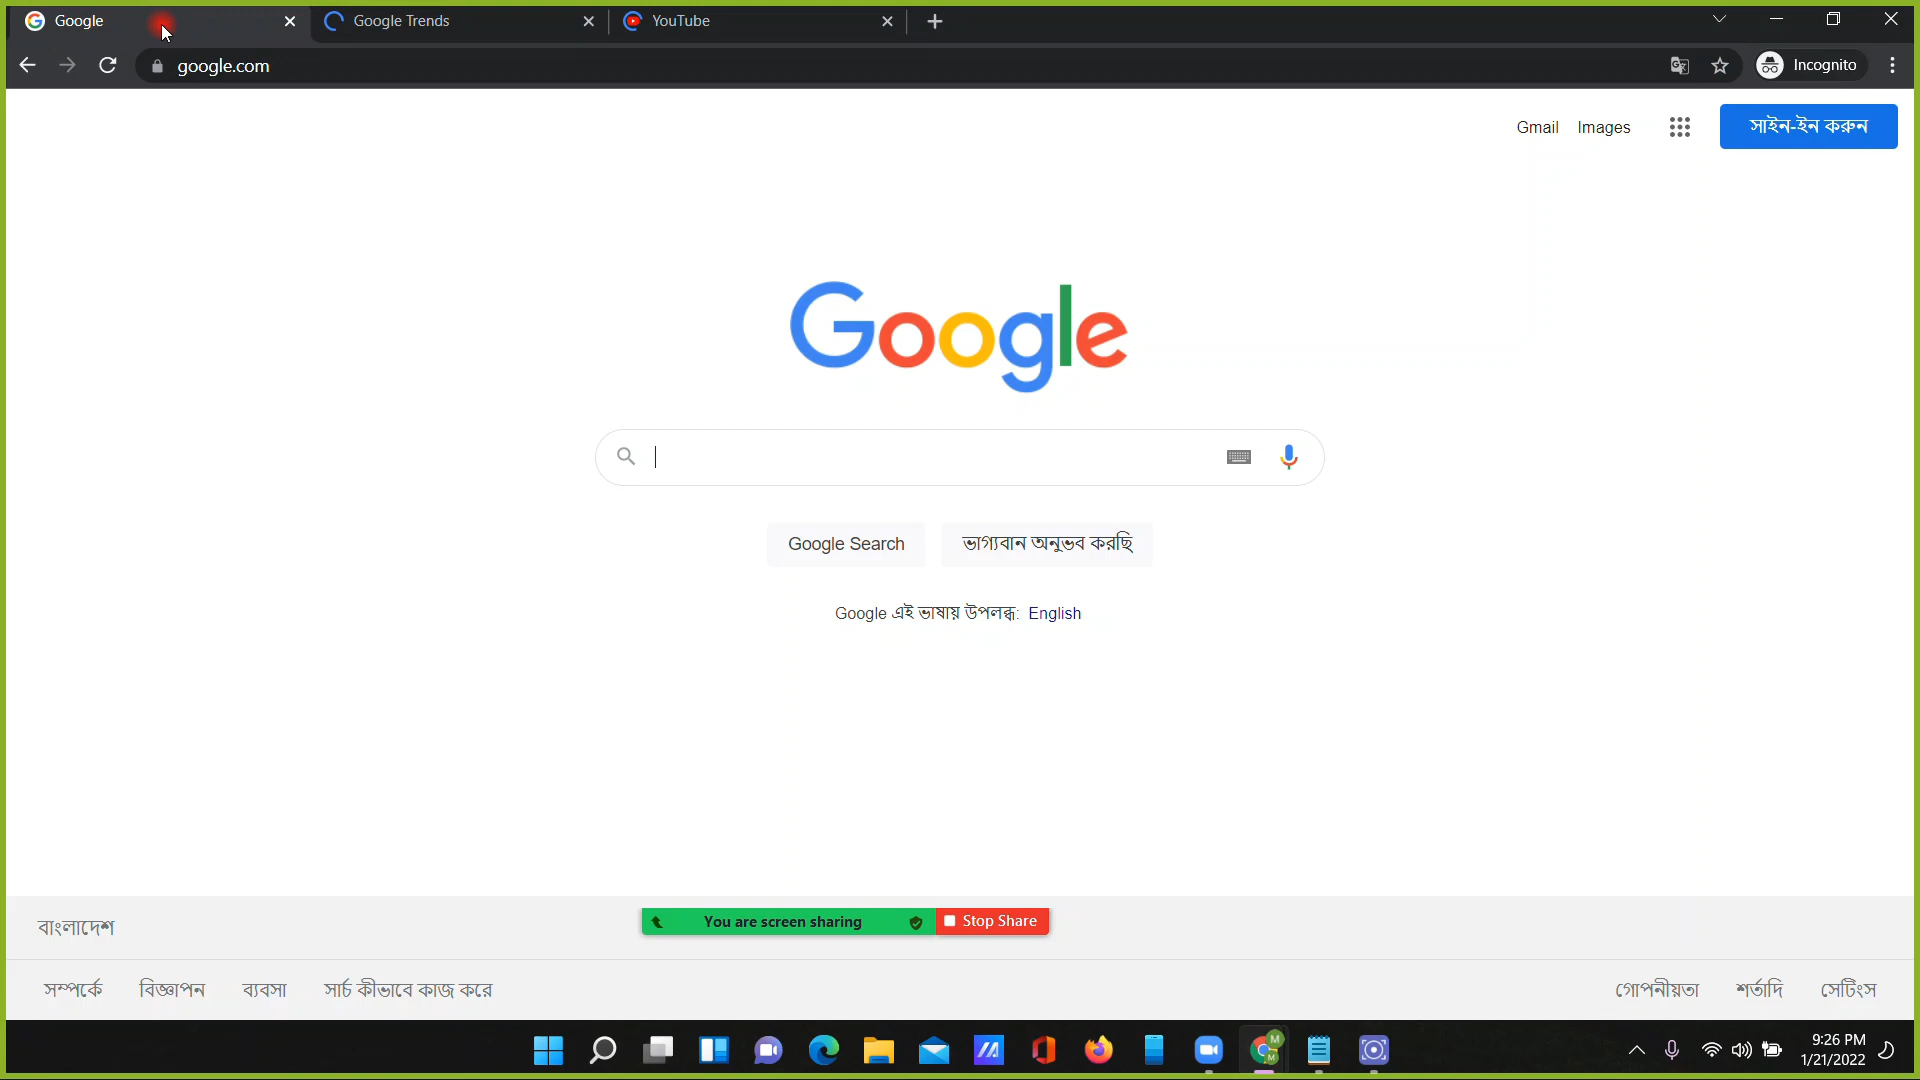 Google
Google Trends
YouTube
google.com
Incognito
Gmail
Images
সাইন-ইন করুন
Google
Google Search
ভাগ্যবান অনুভব করছি
Google এই ভাষায় উপলব্ধ: English
বাংলাদেশ
You are screen sharing
Stop Share
সম্পর্কে
বিজ্ঞাপন
ব্যবসা
সার্চ কীভাবে কাজ করে
গোপনীয়তা
শর্তাদি
সেটিংস
9:26 PM
1/21/2022